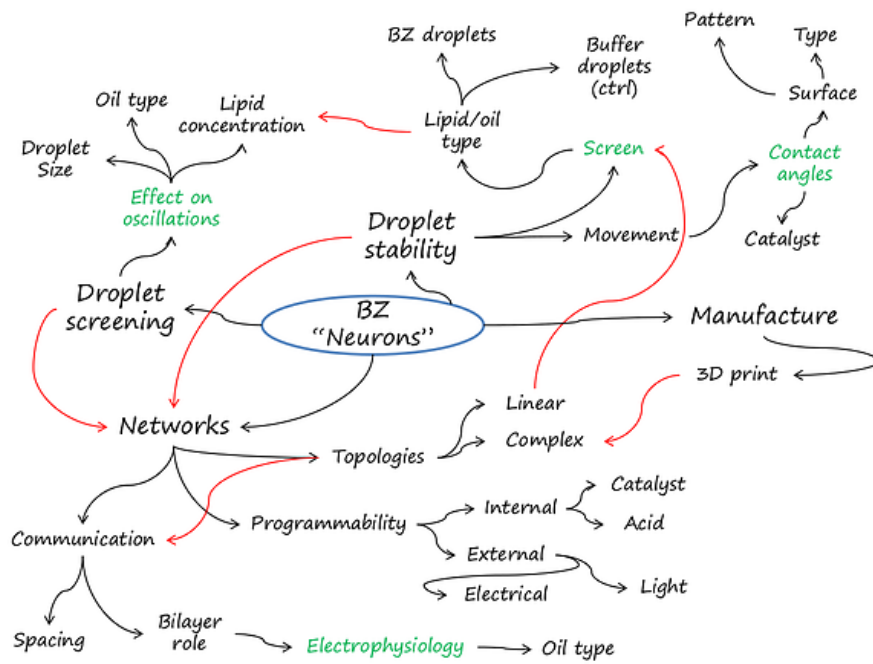 Pattern
Type
BZ droplets
Buffer
droplets
(ctrl)
Surface
Oil type
Lipid
concentration
Lipid/oil
type
Screen
Contact
angles
Droplet
Size
Effect on
oscillations
Droplet
stability
Movement
Catalyst
Droplet
screening
BZ
“Neurons”
Manufacture
3D print
Linear
Networks
Topologies
Complex
Catalyst
Internal
Programmability
Acid
Communication
External
Electrical
Light
Spacing
Bilayer
role
Electrophysiology
Oil type